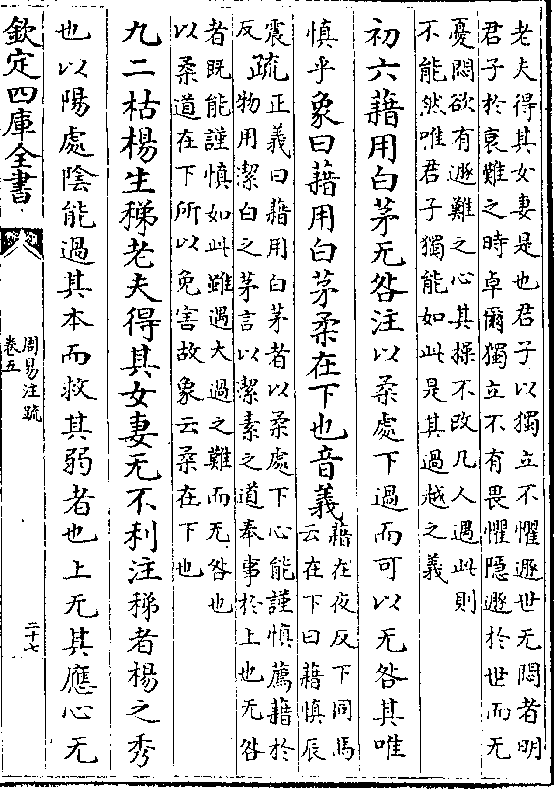 老夫得其女妻是也君子以獨立不懼遯世无悶者明
君子於衰難之時卓爾獨立不有畏懼隱遯於世而无
憂悶欲有遯難之心其操不改凡人遇此則
不能然唯君子獨能如此是其過越之義
初六藉用白茅无咎注以柔處下過而可以无咎其唯
慎乎象曰藉用白茅柔在下也音義藉在夜反下同馬
云在下曰藉慎辰
震
反
疏正義曰藉用白茅者以柔處下心能謹慎薦藉於
物用潔白之茅言以潔素之道奉事於上也无咎
者既能謹慎如此雖遇大過之難而无咎也
以柔道在下所以免害故象云柔在下也
九二枯楊生稊老夫得其女妻无不利注稊者楊之秀
也以陽處陰能過其本而救其弱者也上无其應心无
欽定四庫全書
周易注疏
卷五
二十七